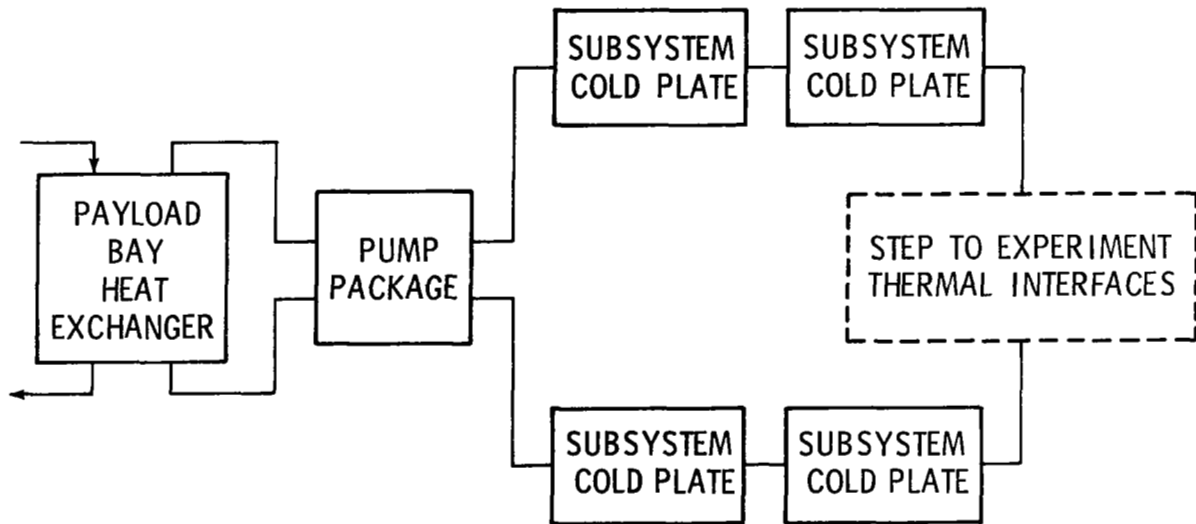 SUBSYSTEM
COLD PLATE
SUBSYSTEM
COLD PLATE
PAYLOAD
BAY
HEAT
EXCHANGER
PUMP
PACKAGE
STEP TO EXPERIMENT
THERMAL INTERFACES
SUBSYSTEM
COLD PLATE
SUBSYSTEM
COLD PLATE